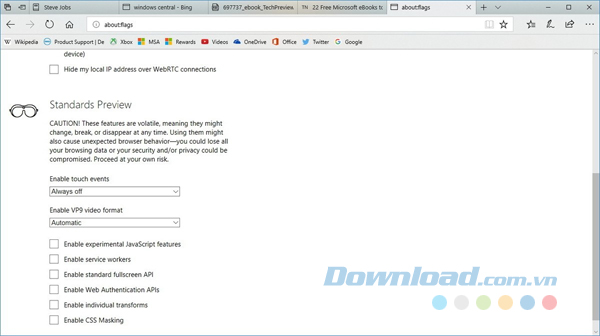 Steve Jobs
windows central - Bing
697737_ebook_TechPreview.
TN 22 Free Microsoft eBooks to
about:flags
about:flags
Wikipedia
Product Support | De
Xbox
MSA
Rewards
Videos
OneDrive
Office
Outlook
Google
device)
Hide my local IP address over WebRTC connections
Standards Preview
CAUTION! These features are volatile, meaning they might
change, break, or disappear at any time. Using them might
also cause unexpected browser behavior—you could lose all
your browsing data or your security and/or privacy could be
compromised. Proceed at your own risk.
Enable touch events
Always off
Enable VP9 video format
Automatic
Enable experimental JavaScript features
Enable service workers
Enable standard fullscreen API
Enable Web Authentication APIs
Enable individual transforms
Enable CSS Masking
Download.com.vn